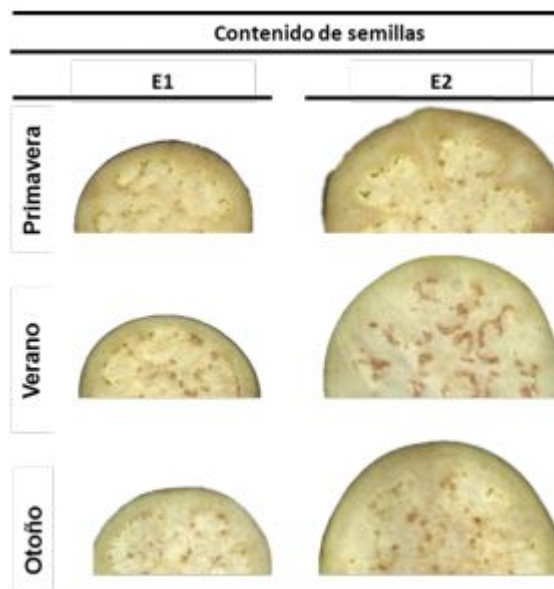 Contenido de semillas
E1 E2
Primavera
Verano
Otoño